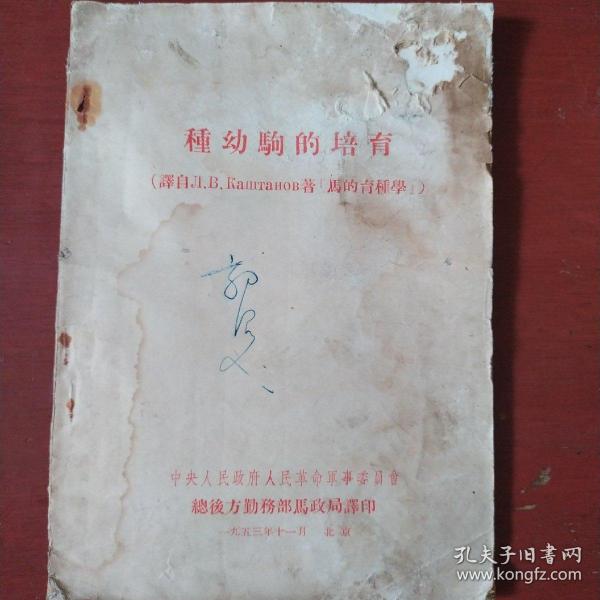 種幼駒的培育
(譯自Л.В.Каштанов著「馬的育種學」)
中央人民政府人民革命軍事委員會
總後方勤務部馬政局譯印
一九五三年十一月 北京
孔夫子旧书网
www.kongfz.com